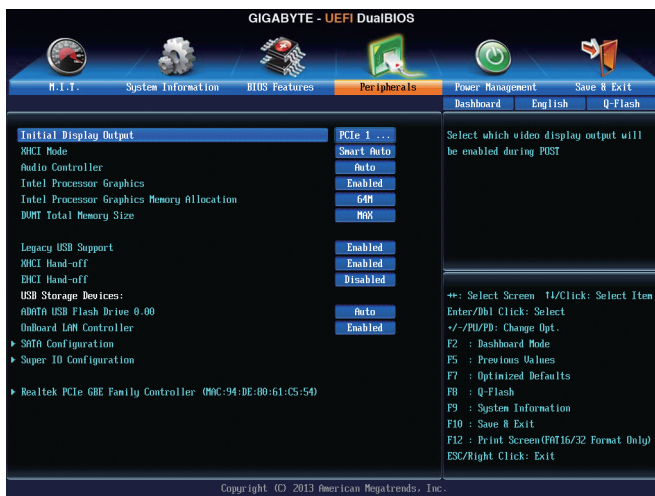 GIGABYTE - UEFI DualBIOS
M.I.T.
System Information
BIOS Features
Peripherals
Power Management
Save & Exit
Dashboard
English
Q-Flash
Initial Display Output PCIe 1 ...
XHCI Mode Smart Auto
Audio Controller Auto
Intel Processor Graphics Enabled
Intel Processor Graphics Memory Allocation 64M
DVMT Total Memory Size MAX
Legacy USB Support Enabled
XHCI Hand-off Enabled
EHCI Hand-off Disabled
USB Storage Devices:
ADATA USB Flash Drive 0.00 Auto
OnBoard LAN Controller Enabled
SATA Configuration
Super IO Configuration
Realtek PCIe GBE Family Controller (MAC:94:DE:80:61:C5:54)
Select which video display output will
be enabled during POST
↔: Select Screen ↑↓/Click: Select Item
Enter/Dbl Click: Select
+/-/PU/PD: Change Opt.
F2 : Dashboard Mode
F5 : Previous Values
F7 : Optimized Defaults
F8 : Q-Flash
F9 : System Information
F10 : Save & Exit
F12 : Print Screen(FAT16/32 Format Only)
ESC/Right Click: Exit
Copyright (C) 2013 American Megatrends, Inc.